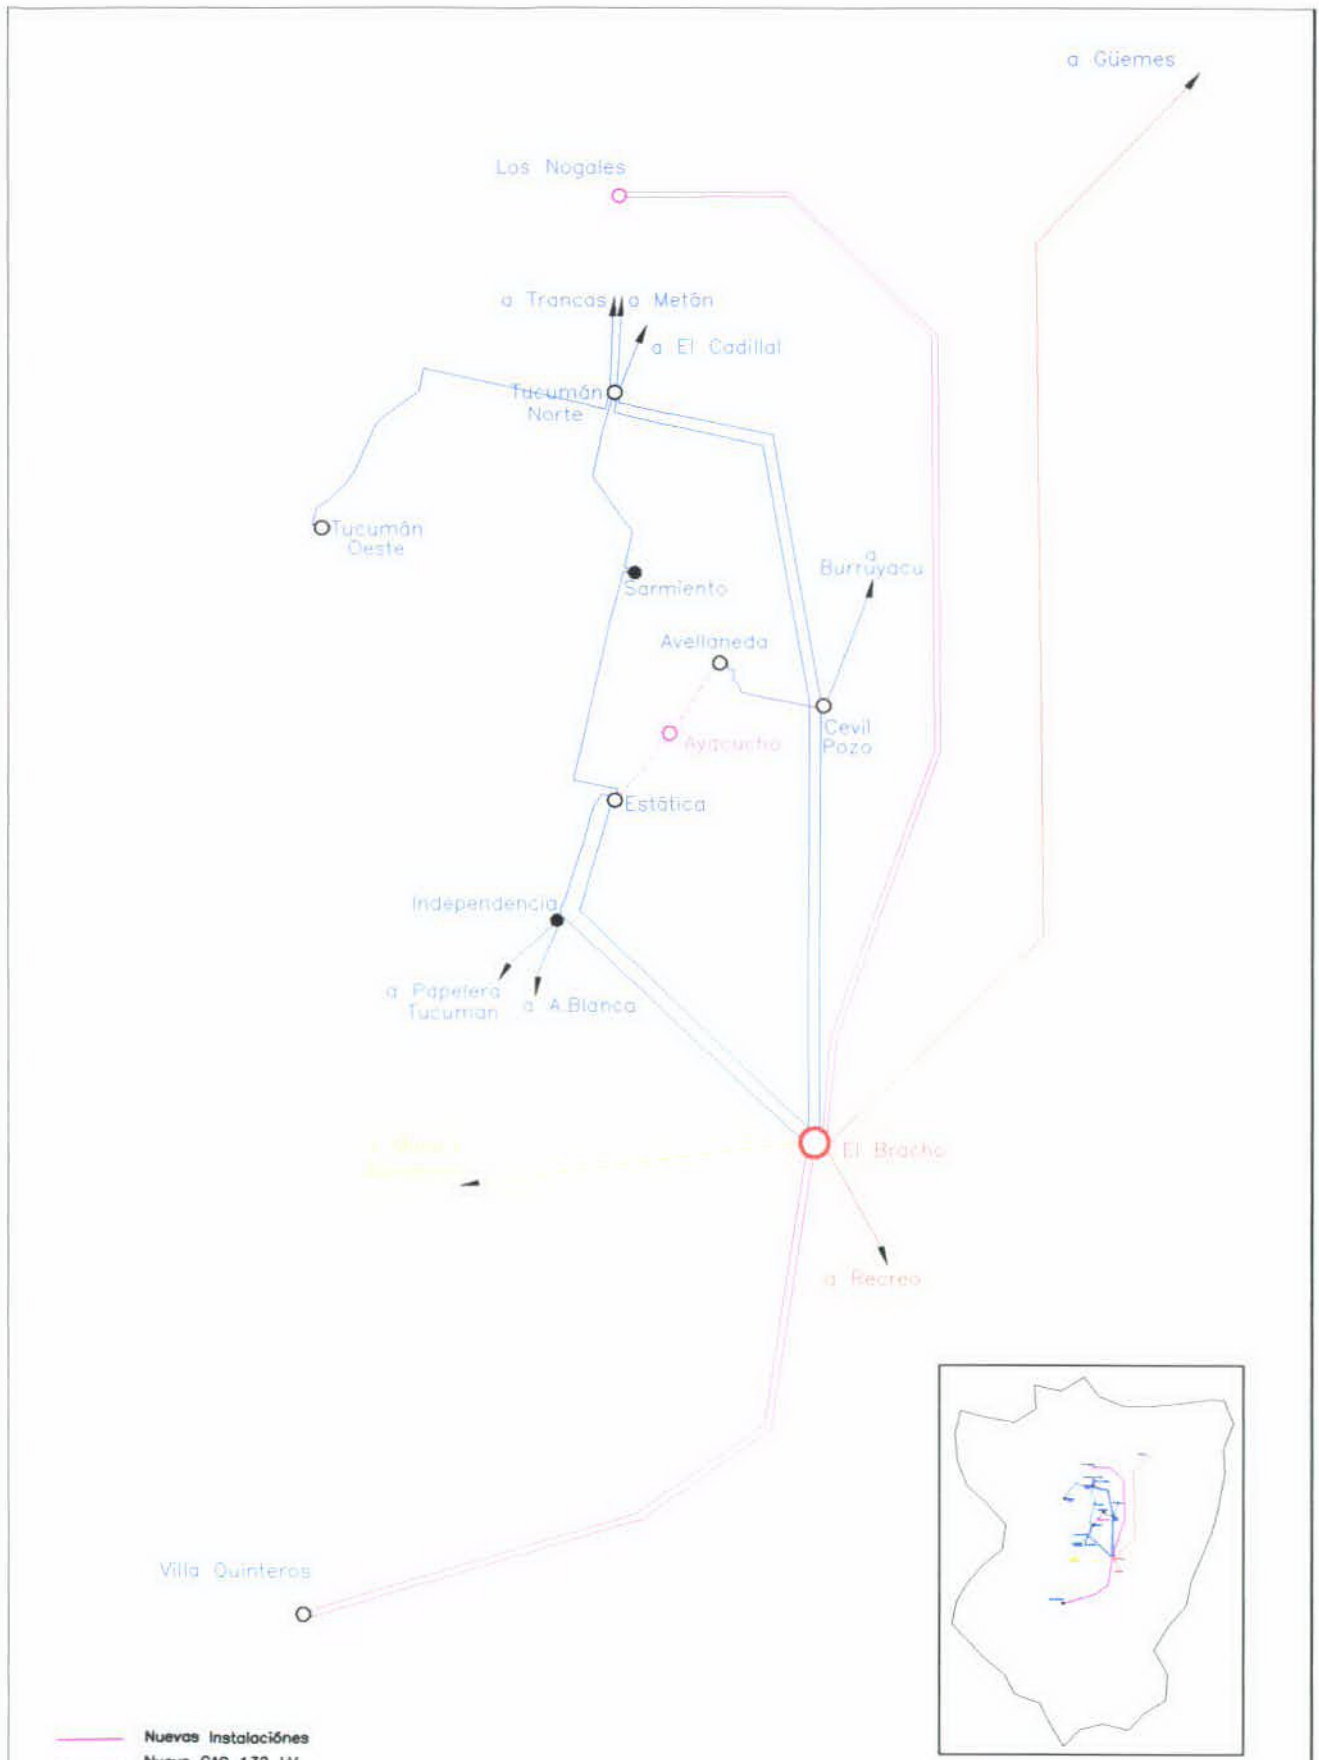 a Güemes
Los Nogales
a Trancas
a Metán
a El Cadillal
Tucumán
Norte
Tucumán
Oeste
a
Burruyacu
Sarmiento
Avellaneda
Cevil
Pozo
Ayacucho
Estática
Independencia
a Papelera
Tucuman
a A.Blanca
El Bracho
a Recreo
Villa Quinteros
Nuevas Instalaciónes